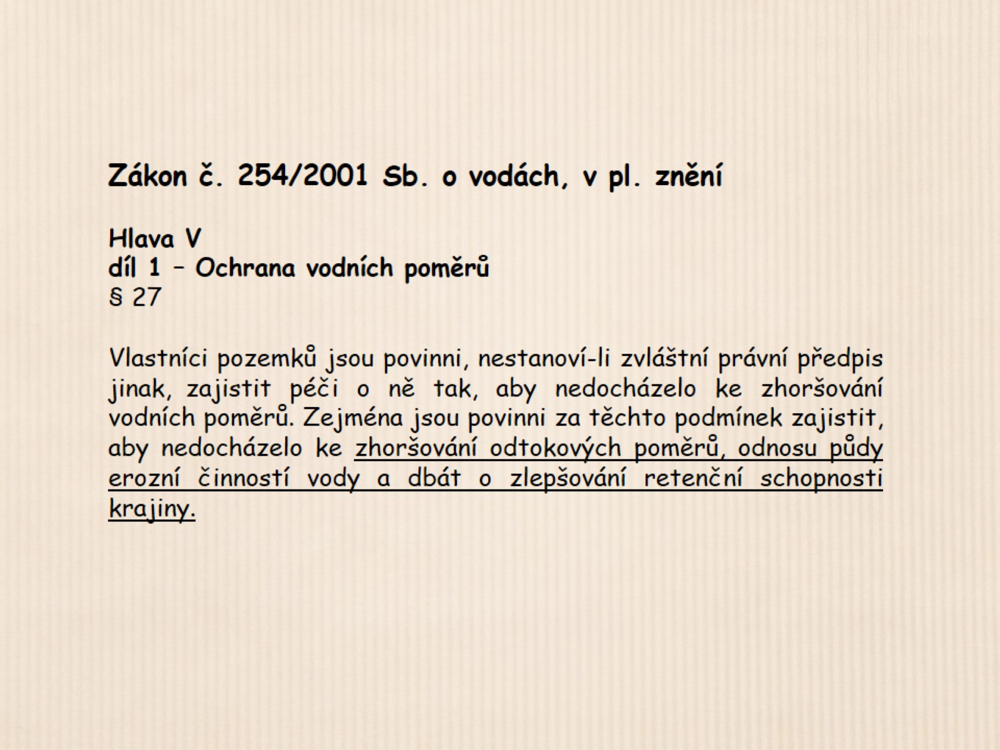 Zákon č. 254/2001 Sb. o vodách, v pl. znění
Hlava V
díl 1 – Ochrana vodních poměrů
§ 27
Vlastníci pozemků jsou povinni, nestanoví-li zvláštní právní předpis
jinak, zajistit péči o ně tak, aby nedocházelo ke zhoršování
vodních poměrů. Zejména jsou povinni za těchto podmínek zajistit,
aby nedocházelo ke zhoršování odtokových poměrů, odnosu půdy
erozní činností vody a dbát o zlepšování retenční schopnosti
krajiny.